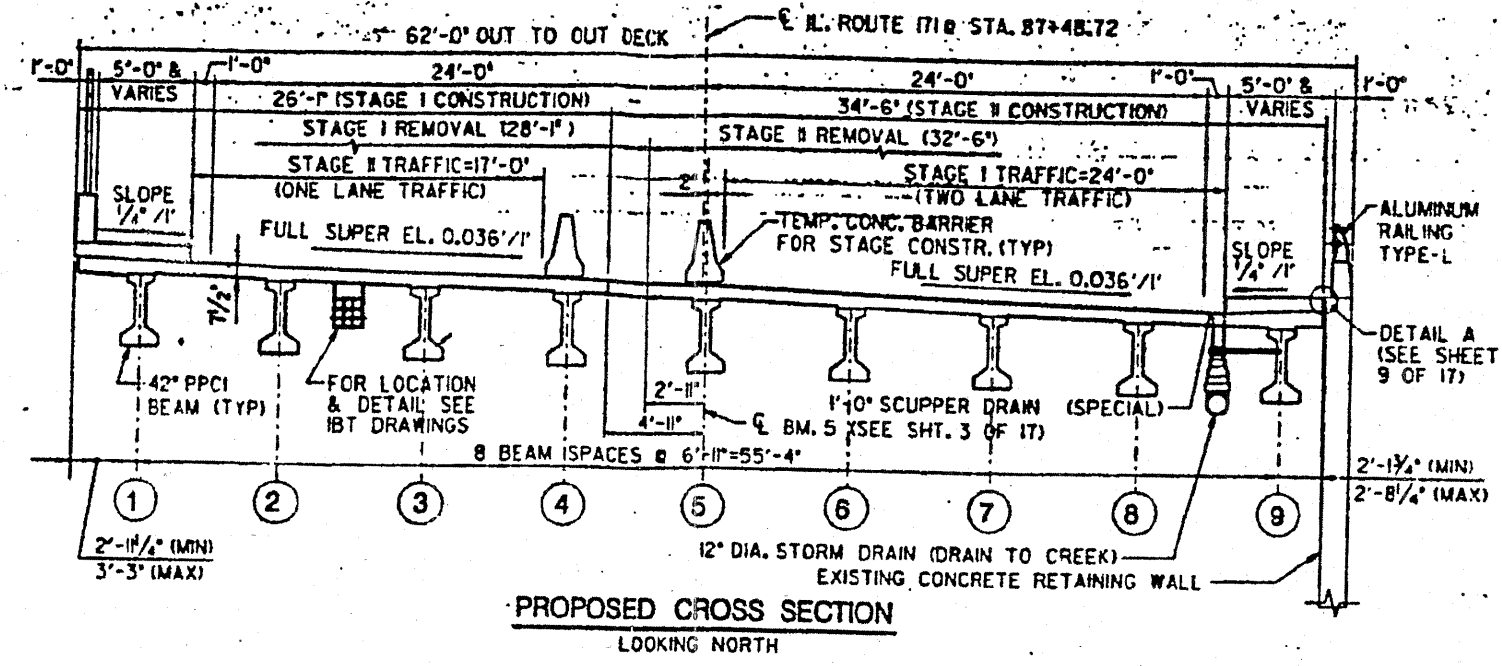 ℄ IL. ROUTE 171 @ STA. 87+48.72
62'-0" OUT TO OUT DECK
1'-0" 5'-0" & VARIES 1'-0" 24'-0" 24'-0" 1'-0" 5'-0" & VARIES 1'-0"
26'-1" (STAGE I CONSTRUCTION) 34'-6" (STAGE II CONSTRUCTION)
STAGE I REMOVAL (28'-1") STAGE II REMOVAL (32'-6")
STAGE II TRAFFIC=17'-0"
(ONE LANE TRAFFIC)
2"
STAGE I TRAFFIC=24'-0"
(TWO LANE TRAFFIC)
SLOPE
1/4" /1'
FULL SUPER EL. 0.036'/1'
TEMP. CONC. BARRIER
FOR STAGE CONSTR. (TYP)
FULL SUPER EL. 0.036'/1'
SLOPE
1/4" /1'
ALUMINUM
RAILING
TYPE-L
7 1/2"
DETAIL A
(SEE SHEET
9 OF 17)
42" PPCI
BEAM (TYP)
FOR LOCATION
& DETAIL SEE
IBT DRAWINGS
2'-11"
4'-11"
1'-0" SCUPPER DRAIN (SPECIAL)
℄ BM. 5 (SEE SHT. 3 OF 17)
8 BEAM SPACES @ 6'-11"=55'-4"
2'-1 3/4" (MIN)
2'-8 1/4" (MAX)
1 2 3 4 5 6 7 8 9
2'-11 1/4" (MIN)
3'-3" (MAX)
12" DIA. STORM DRAIN (DRAIN TO CREEK)
EXISTING CONCRETE RETAINING WALL
PROPOSED CROSS SECTION
LOOKING NORTH